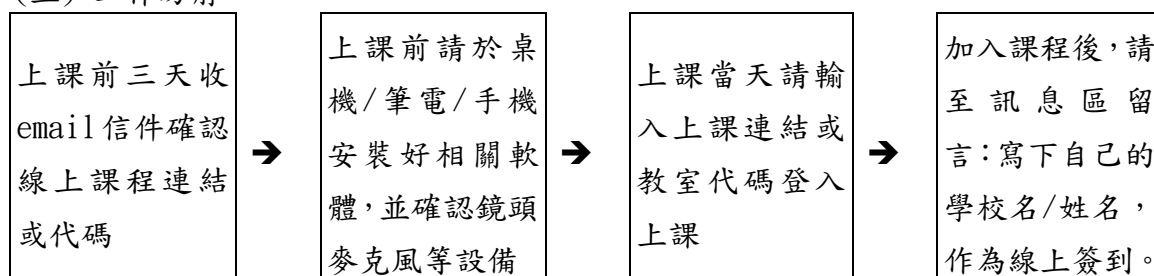 上課前三天收
email信件確認
線上課程連結
或代碼
➔
上課前請於桌
機/筆電/手機
安裝好相關軟
體，並確認鏡頭
麥克風等設備
➔
上課當天請輸
入上課連結或
教室代碼登入
上課
➔
加入課程後，請
至訊息區留
言：寫下自己的
學校名/姓名，
作為線上簽到。